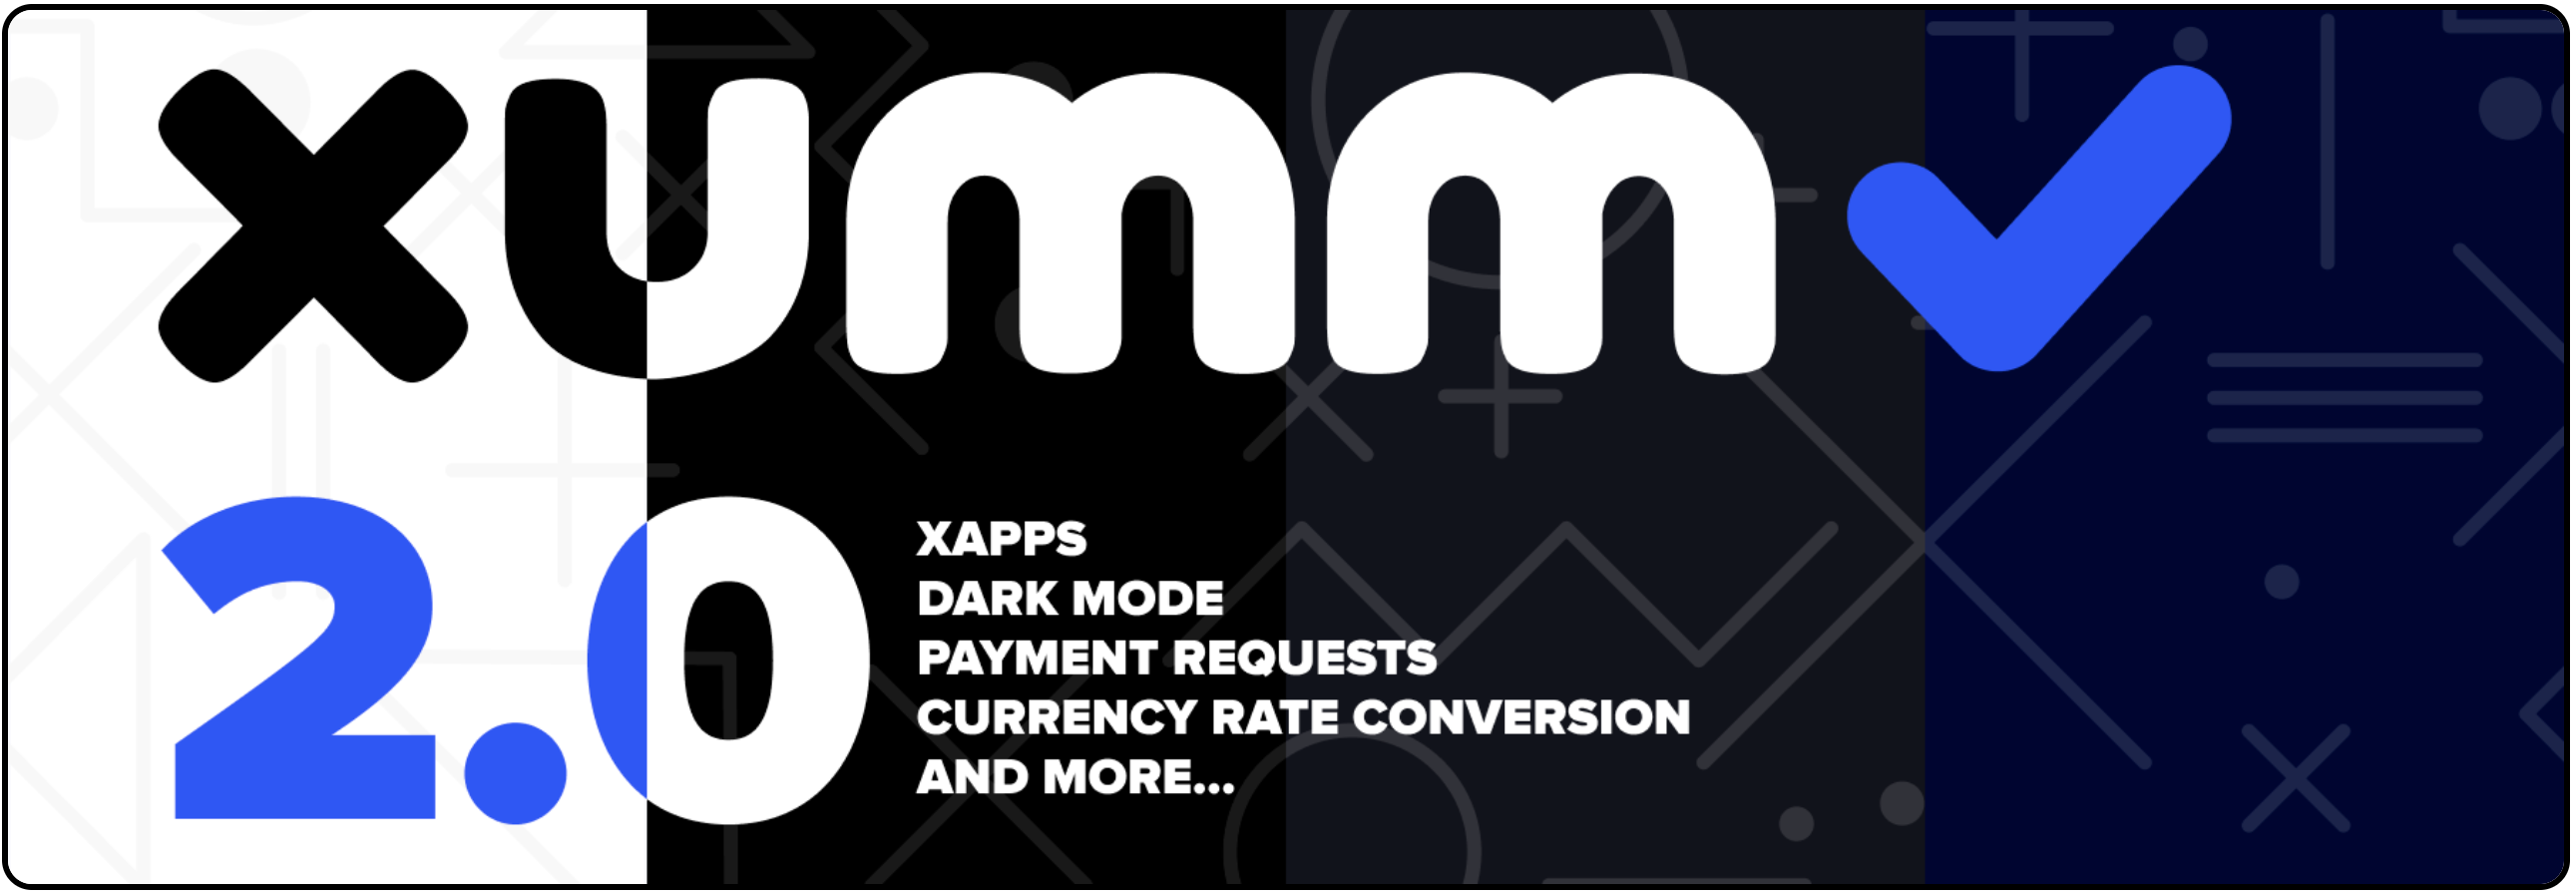 xumm
2.0
XAPPS
DARK MODE
PAYMENT REQUESTS
CURRENCY RATE CONVERSION
AND MORE...